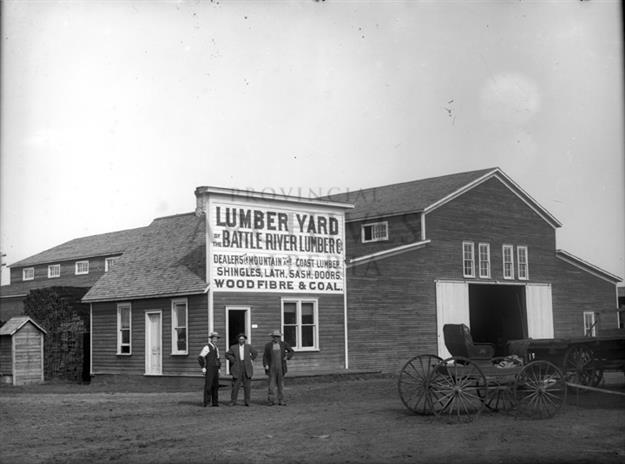 LUMBER YARD
OF THE BATTLE RIVER LUMBER CO.
DEALERS IN MOUNTAIN AND COAST LUMBER,
SHINGLES, LATH, SASH, DOORS,
WOODFIBRE & COAL.
PROVINCIAL